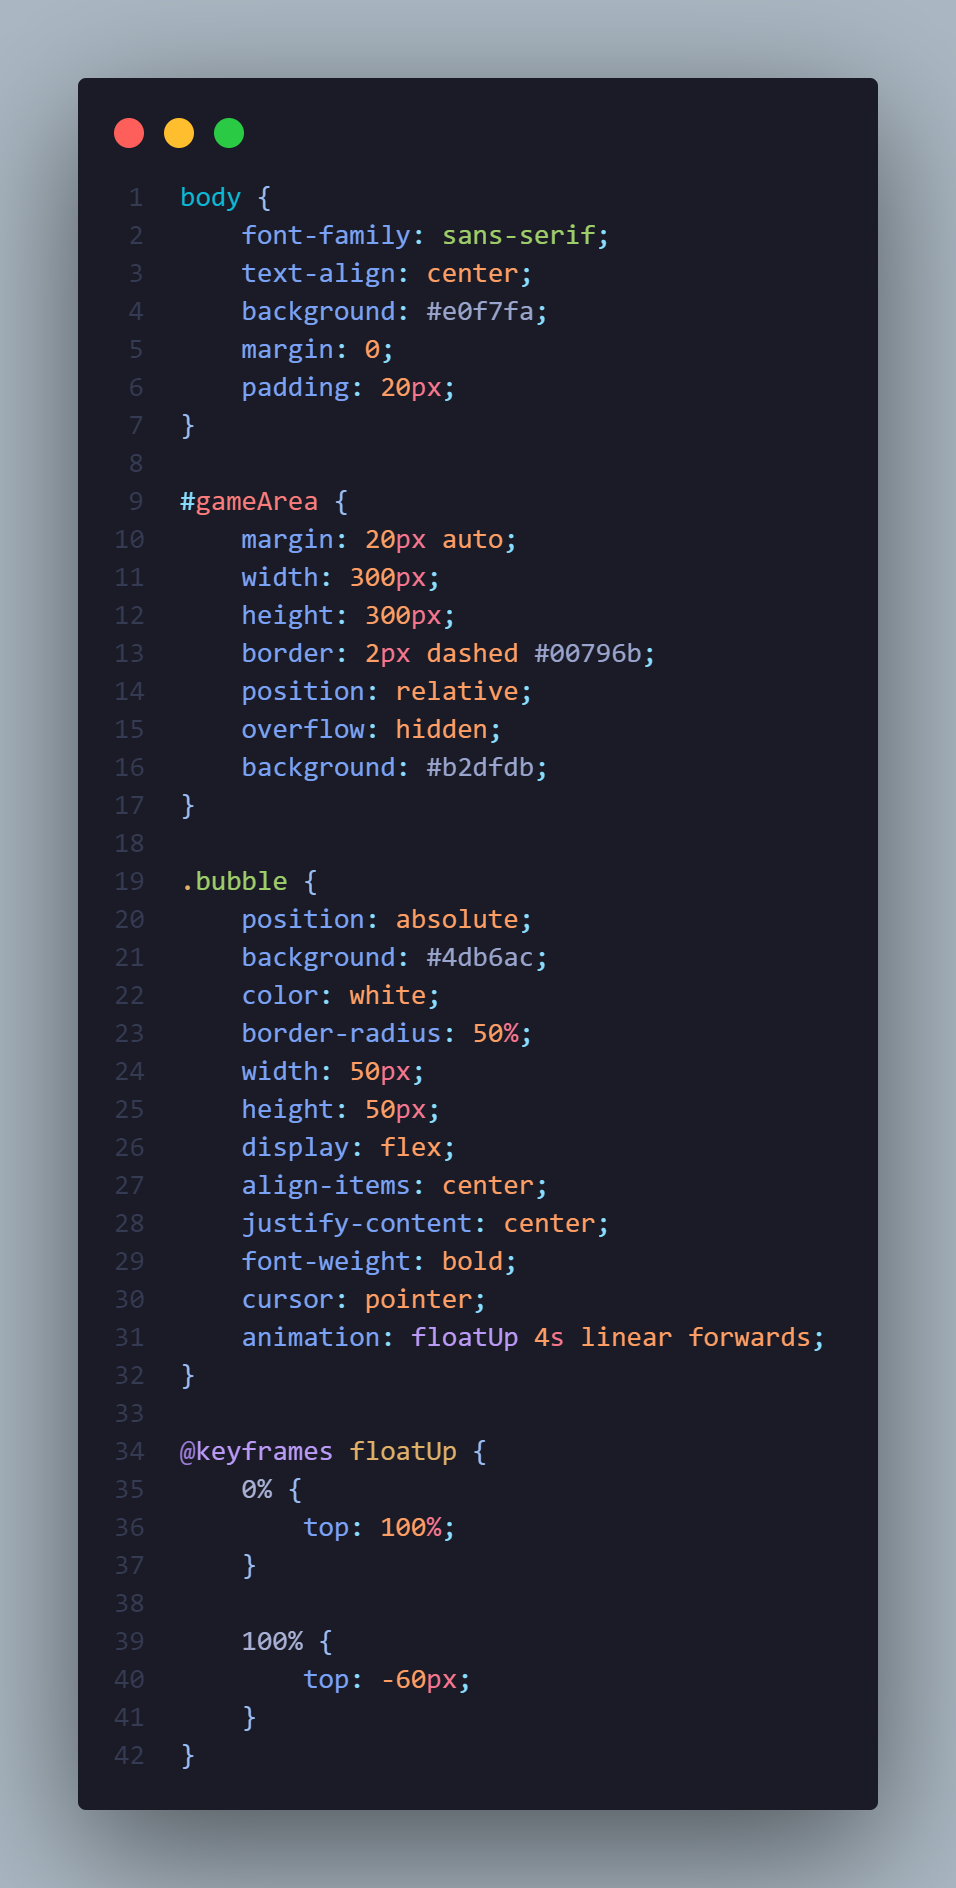 1 body {
2     font-family: sans-serif;
3     text-align: center;
4     background: #e0f7fa;
5     margin: 0;
6     padding: 20px;
7 }
8
9 #gameArea {
10     margin: 20px auto;
11     width: 300px;
12     height: 300px;
13     border: 2px dashed #00796b;
14     position: relative;
15     overflow: hidden;
16     background: #b2dfdb;
17 }
18
19 .bubble {
20     position: absolute;
21     background: #4db6ac;
22     color: white;
23     border-radius: 50%;
24     width: 50px;
25     height: 50px;
26     display: flex;
27     align-items: center;
28     justify-content: center;
29     font-weight: bold;
30     cursor: pointer;
31     animation: floatUp 4s linear forwards;
32 }
33
34 @keyframes floatUp {
35     0% {
36         top: 100%;
37     }
38
39     100% {
40         top: -60px;
41     }
42 }